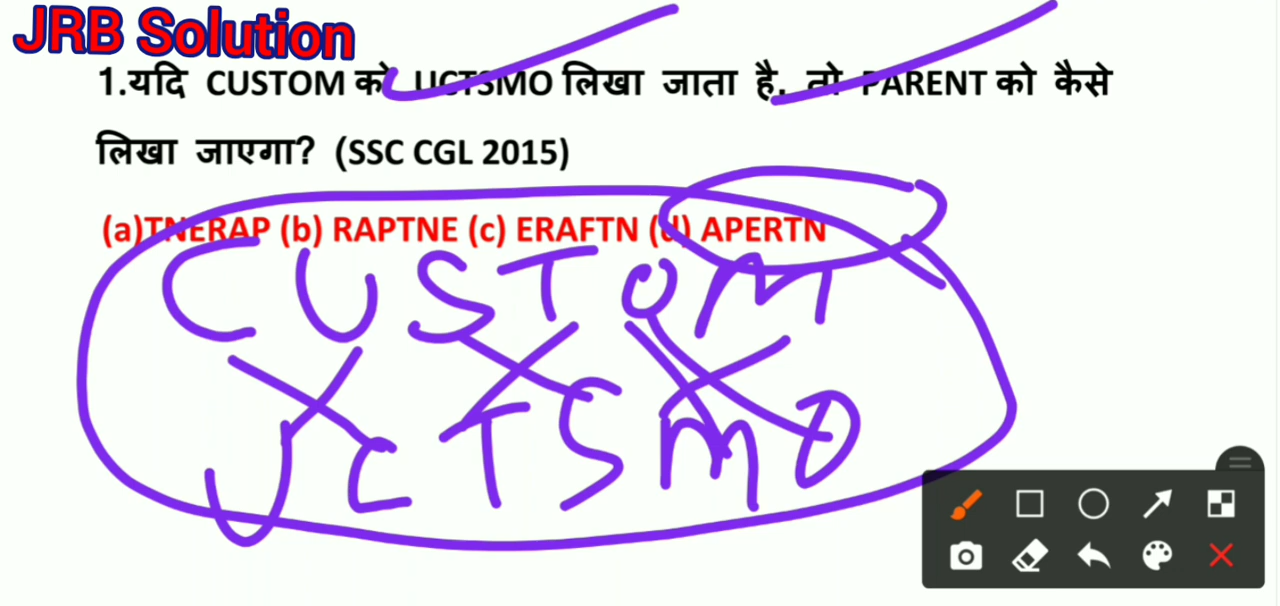 JRB Solution
1.यदि CUSTOM को UCTSMO लिखा जाता है. तो PARENT को कैसे
लिखा जाएगा? (SSC CGL 2015)
(a)TNERAP (b) RAPTNE (c) ERAFTN (d) APERTN
CUSTOM
UCTSMO